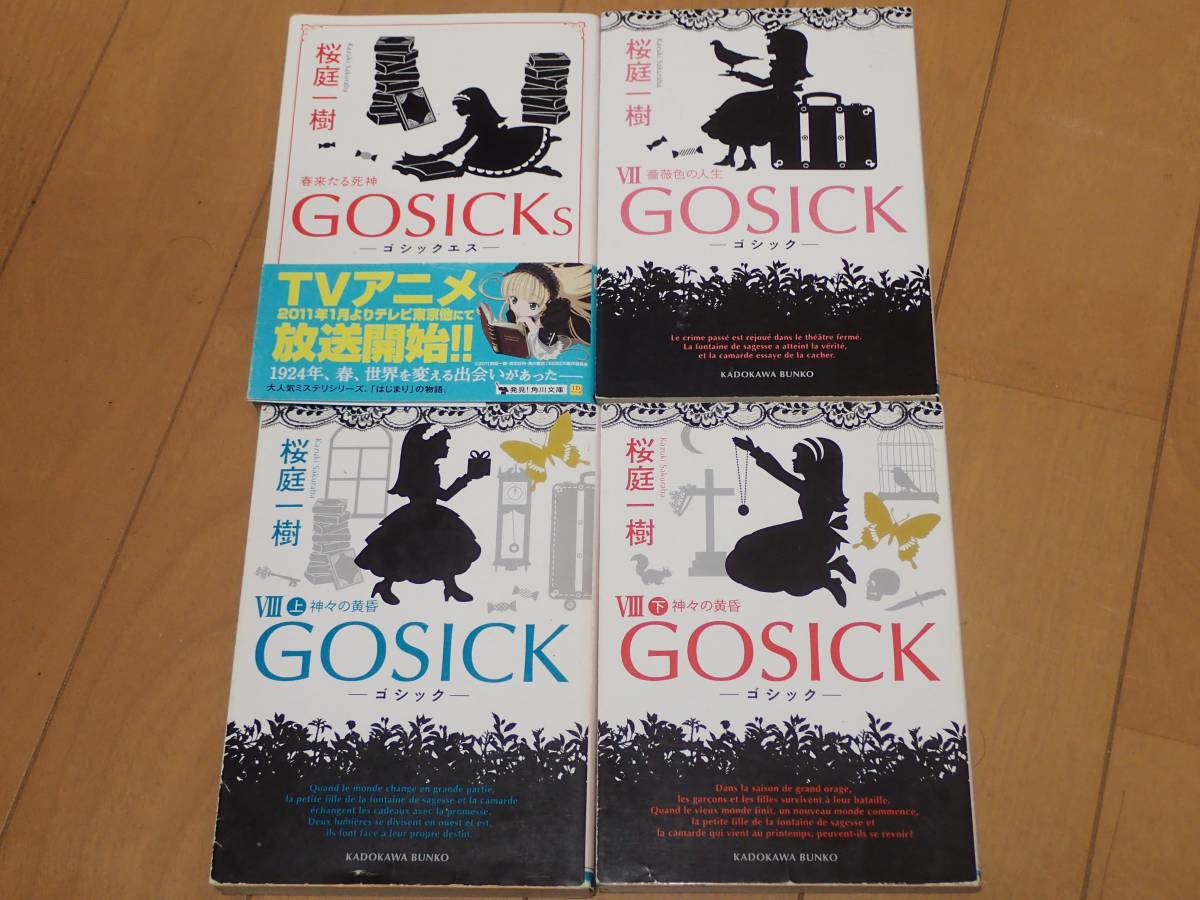 桜庭一樹
Kazuki Sakuraba
春来たる死神
GOSICKs
ゴシックエス
TVアニメ
2011年1月よりテレビ東京他にて
放送開始!!
1924年、春、世界を変える出会いがあった——
大人気ミステリシリーズ、「はじまり」の物語。
発見!角川文庫
桜庭一樹
Kazuki Sakuraba
VII 薔薇色の人生
GOSICK
ゴシック
Le crime passé est rejoué dans le théâtre fermé.
La fontaine de sagesse a atteint la vérité,
et la camarde essaye de la cacher.
KADOKAWA BUNKO
桜庭一樹
Kazuki Sakuraba
VIII 上 神々の黄昏
GOSICK
ゴシック
Quand le monde change en grande partie,
la petite fille de la fontaine de sagesse et la camarde
échangent les cadeaux avec la promesse.
Deux lumières se divisent en ouest et est,
ils font face a leur propre destin.
KADOKAWA BUNKO
桜庭一樹
Kazuki Sakuraba
VIII 下 神々の黄昏
GOSICK
ゴシック
Dans la saison de grand orage,
les garçons et les filles survivent à leur bataille.
Quand le vieux monde finit, un nouveau monde commence,
la petite fille de la fontaine de sagesse et
la camarde qui vient au printemps, peuvent-ils se revoir?
KADOKAWA BUNKO